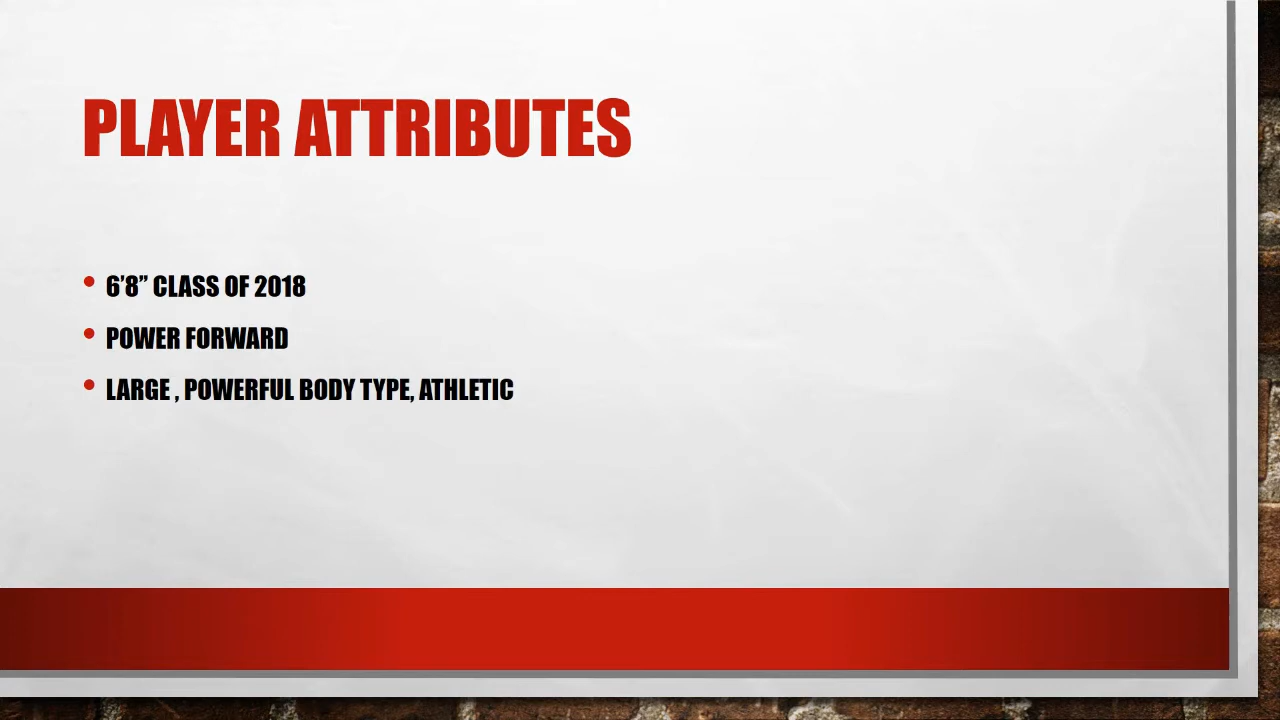 PLAYER ATTRIBUTES
• 6’8” CLASS OF 2018
• POWER FORWARD
• LARGE , POWERFUL BODY TYPE, ATHLETIC